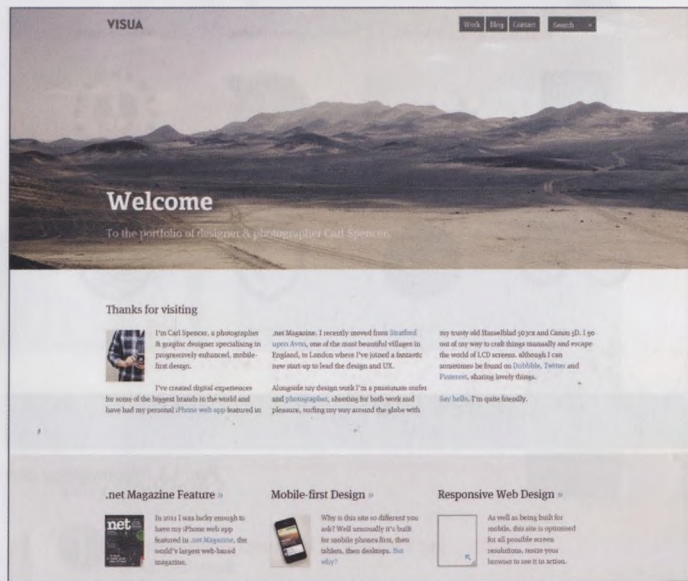 VISUA
Work Blog Contact Search
Welcome
To the portfolio of designer & photographer Carl Spencer.
Thanks for visiting
I'm Carl Spencer, a photographer
& graphic designer specialising in
progressively enhanced, mobile-
first design.
I've created digital experiences
for some of the biggest brands in the world and
have had my personal iPhone web app featured in
.net Magazine. I recently moved from Stratford
upon Avon, one of the most beautiful villages in
England, to London where I've joined a fantastic
new start-up to lead the design and UX.
Alongside my design work I'm a passionate surfer
and photographer, shooting for both work and
pleasure, surfing my way around the globe with
my trusty old Hasselblad 503cx and Canon 5D. I go
out of my way to craft things manually and escape
the world of LCD screens, although I can
sometimes be found on Dribbble, Twitter and
Pinterest, sharing lovely things.
Say hello, I'm quite friendly.
.net Magazine Feature »
net
In 2011 I was lucky enough to
have my iPhone web app
featured in .net Magazine, the
world's largest web-based
magazine.
Mobile-first Design »
Why is this site so different you
ask? Well unusually it's built
for mobile phones first, then
tablets, then desktops. But
why?
Responsive Web Design »
As well as being built for
mobile, this site is optimised
for all possible screen
resolutions, resize your
browser to see it in action.